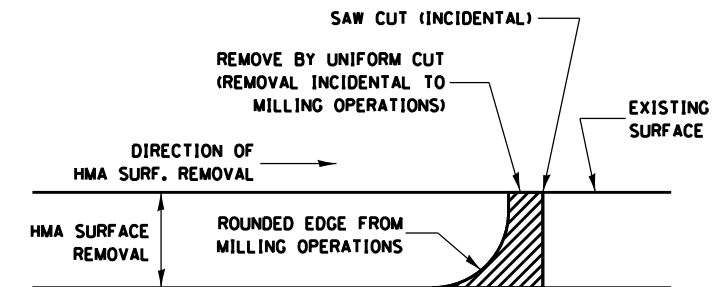 SAW CUT (INCIDENTAL)
REMOVE BY UNIFORM CUT
(REMOVAL INCIDENTAL TO
MILLING OPERATIONS)
EXISTING
SURFACE
DIRECTION OF
HMA SURF. REMOVAL
HMA SURFACE
REMOVAL
ROUNDED EDGE FROM
MILLING OPERATIONS